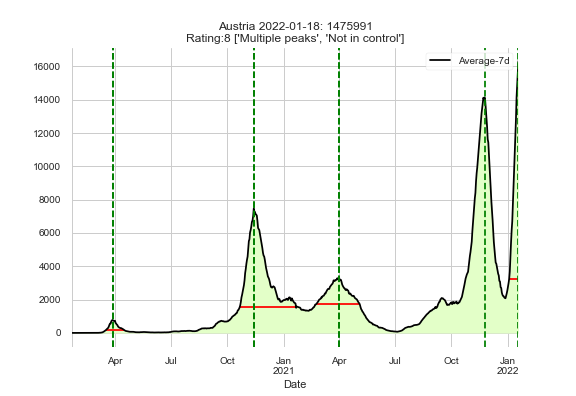 Austria 2022-01-18: 1475991
Rating:8 ['Multiple peaks', 'Not in control']
Average-7d
16000
14000
12000
10000
8000
6000
4000
2000
0
Apr Jul Oct Jan Apr Jul Oct Jan
2021 2022
Date